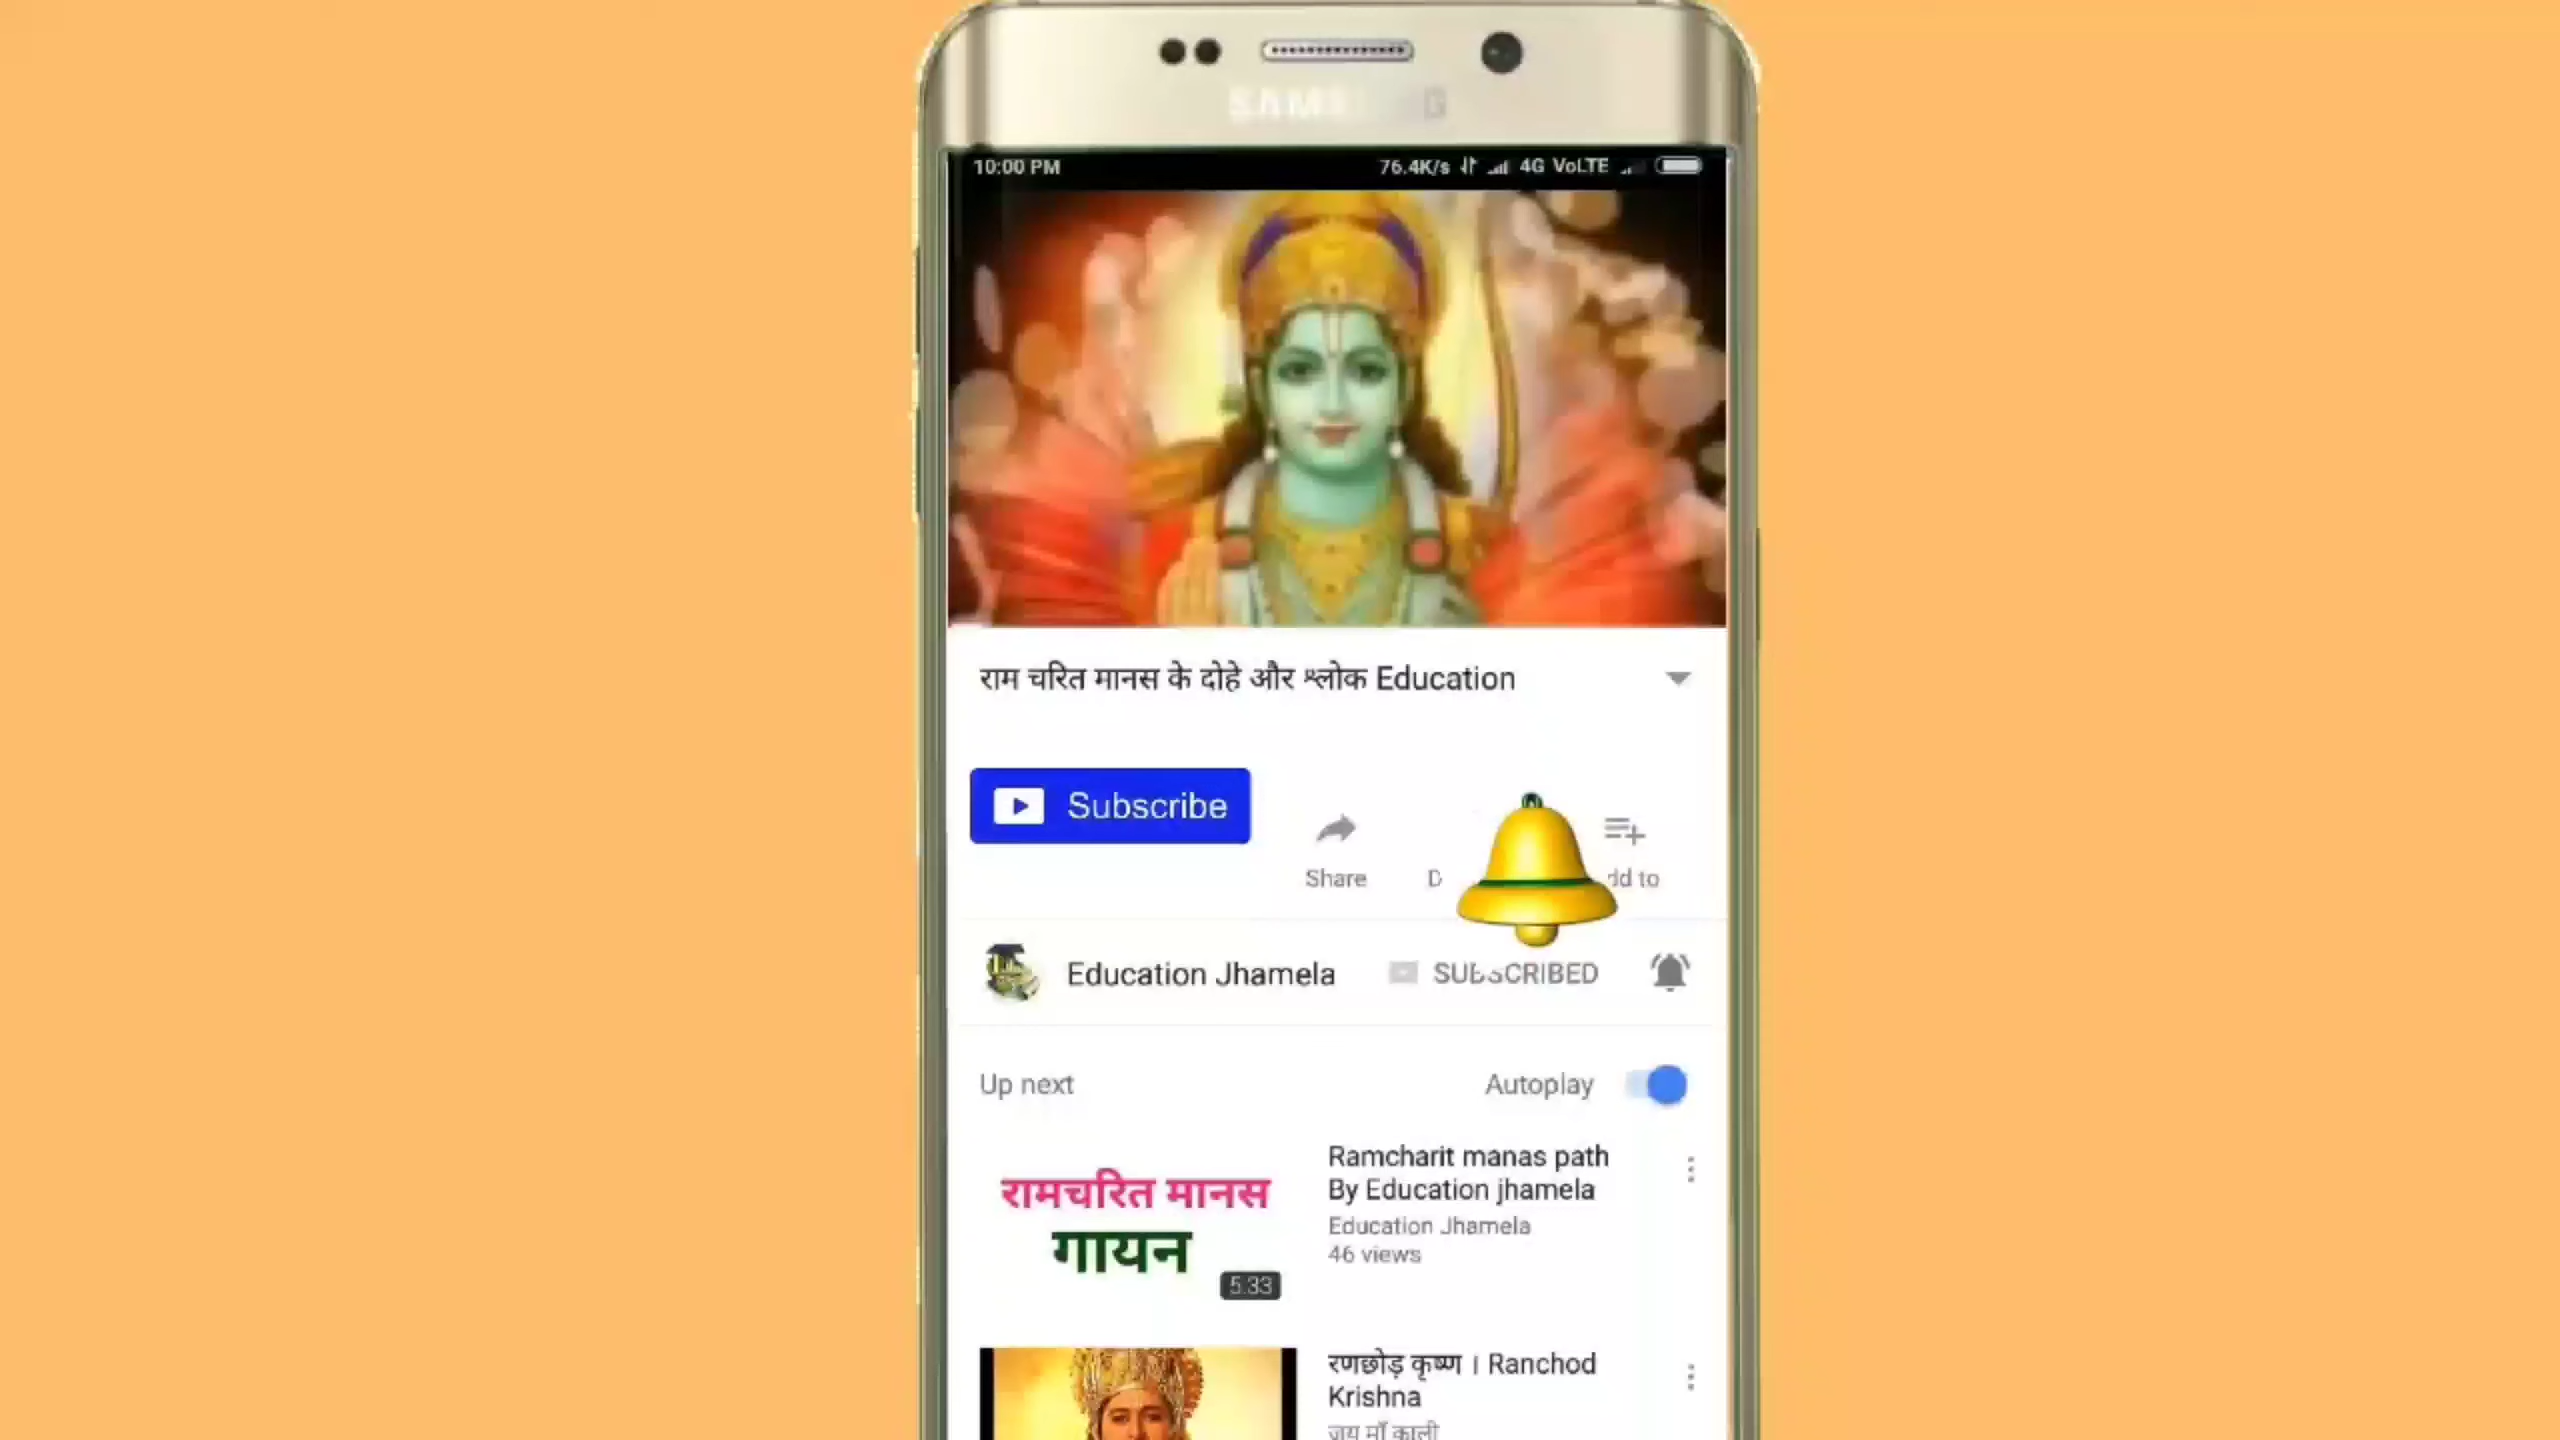 10:00 PM 76.4K/s 4G VoLTE
राम चरित मानस के दोहे और श्लोक Education
Subscribe
Share
Education Jhamela SUBSCRIBED
Up next Autoplay
रामचरित मानस
गायन
5:33
Ramcharit manas path
By Education jhamela
Education Jhamela
46 views
रणछोड़ कृष्ण । Ranchod
Krishna
जय माँ काली